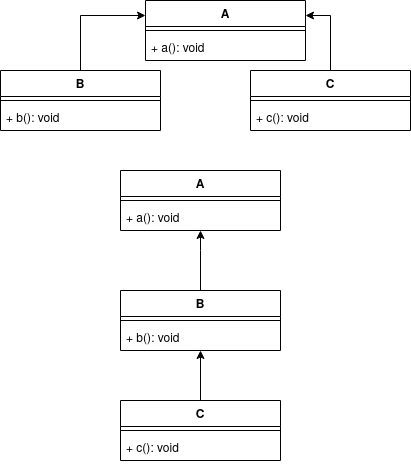 A
+ a(): void
B
+ b(): void
C
+ c(): void
A
+ a(): void
B
+ b(): void
C
+ c(): void